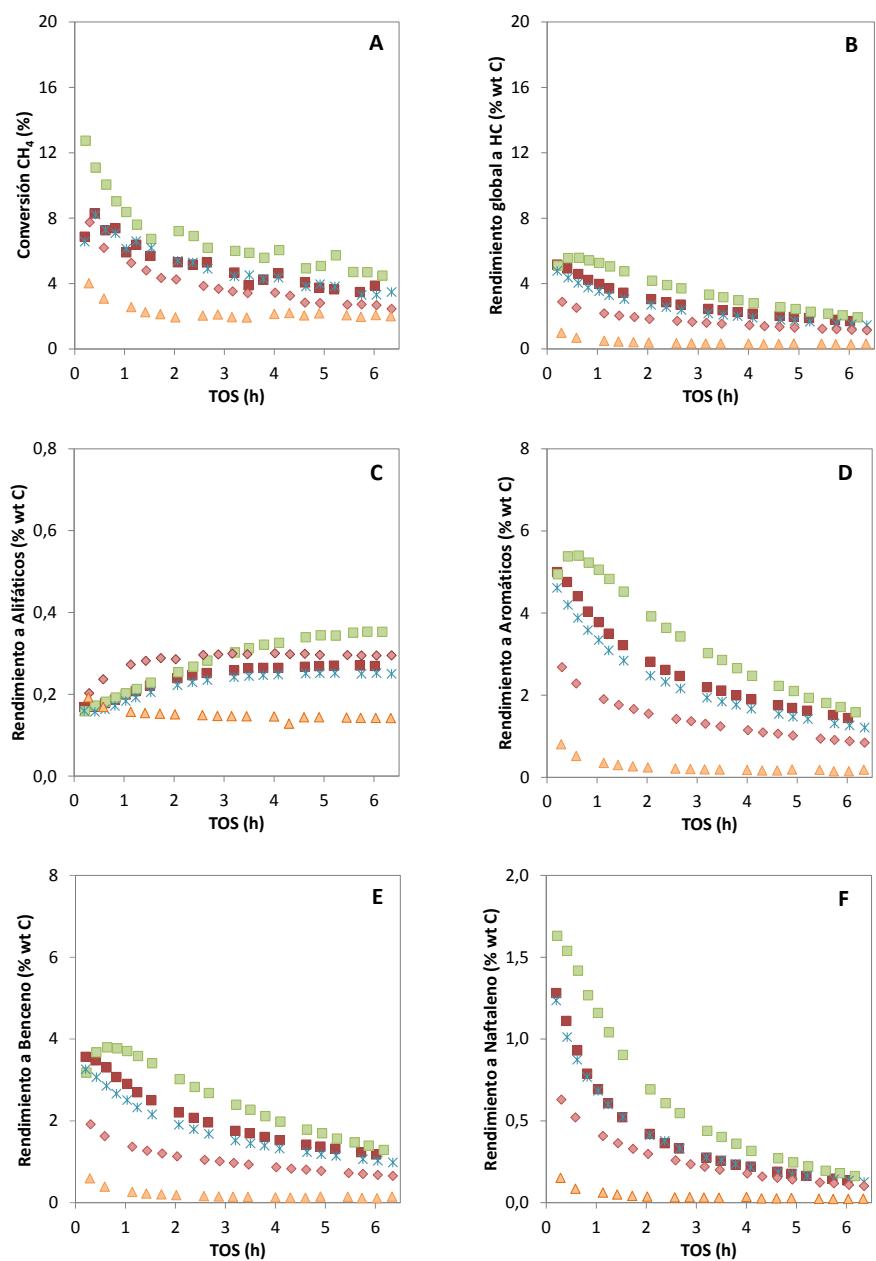 A
Conversión CH₄ (%)
20
16
12
8
4
0
0 1 2 3 4 5 6
TOS (h)
B
Rendimiento global a HC (% wt C)
20
16
12
8
4
0
0 1 2 3 4 5 6
TOS (h)
C
Rendimiento a Alifáticos (% wt C)
0,8
0,6
0,4
0,2
0,0
0 1 2 3 4 5 6
TOS (h)
D
Rendimiento a Aromáticos (% wt C)
8
6
4
2
0
0 1 2 3 4 5 6
TOS (h)
E
Rendimiento a Benceno (% wt C)
8
6
4
2
0
0 1 2 3 4 5 6
TOS (h)
F
Rendimiento a Naftaleno (% wt C)
2,0
1,5
1,0
0,5
0,0
0 1 2 3 4 5 6
TOS (h)